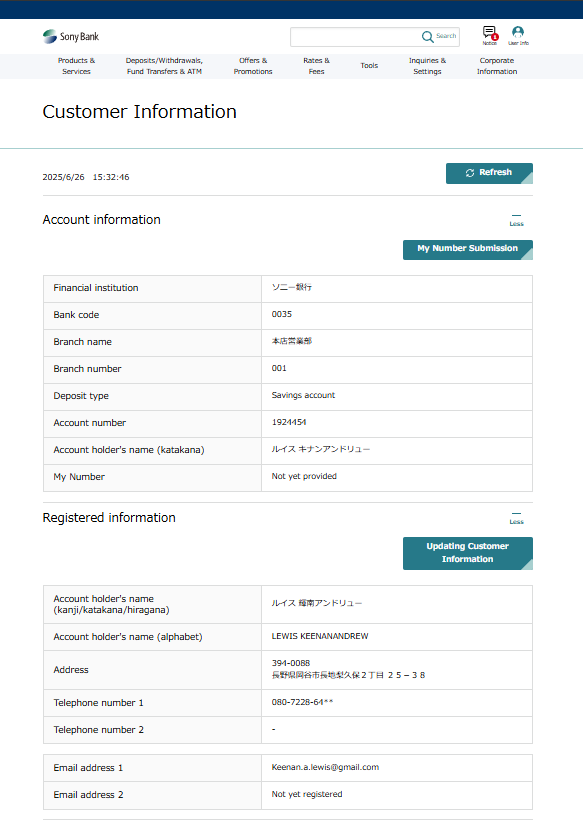 Sony Bank
Search
1
Notice
User Info
Products &
Services
Deposits/Withdrawals,
Fund Transfers & ATM
Offers &
Promotions
Rates &
Fees
Tools
Inquiries &
Settings
Corporate
Information
Customer Information
2025/6/26 15:32:46
Refresh
Account information
Less
My Number Submission
Financial institution ソニー銀行
Bank code 0035
Branch name 本店営業部
Branch number 001
Deposit type Savings account
Account number 1924454
Account holder's name (katakana) ルイス キナンアンドリュー
My Number Not yet provided
Registered information
Less
Updating Customer
Information
Account holder's name
(kanji/katakana/hiragana)
ルイス 輝南アンドリュー
Account holder's name (alphabet) LEWIS KEENANANDREW
Address
394-0088
長野県岡谷市長地梨久保２丁目 ２５－３８
Telephone number 1 080-7228-64**
Telephone number 2 -
Email address 1 Keenan.a.lewis@gmail.com
Email address 2 Not yet registered